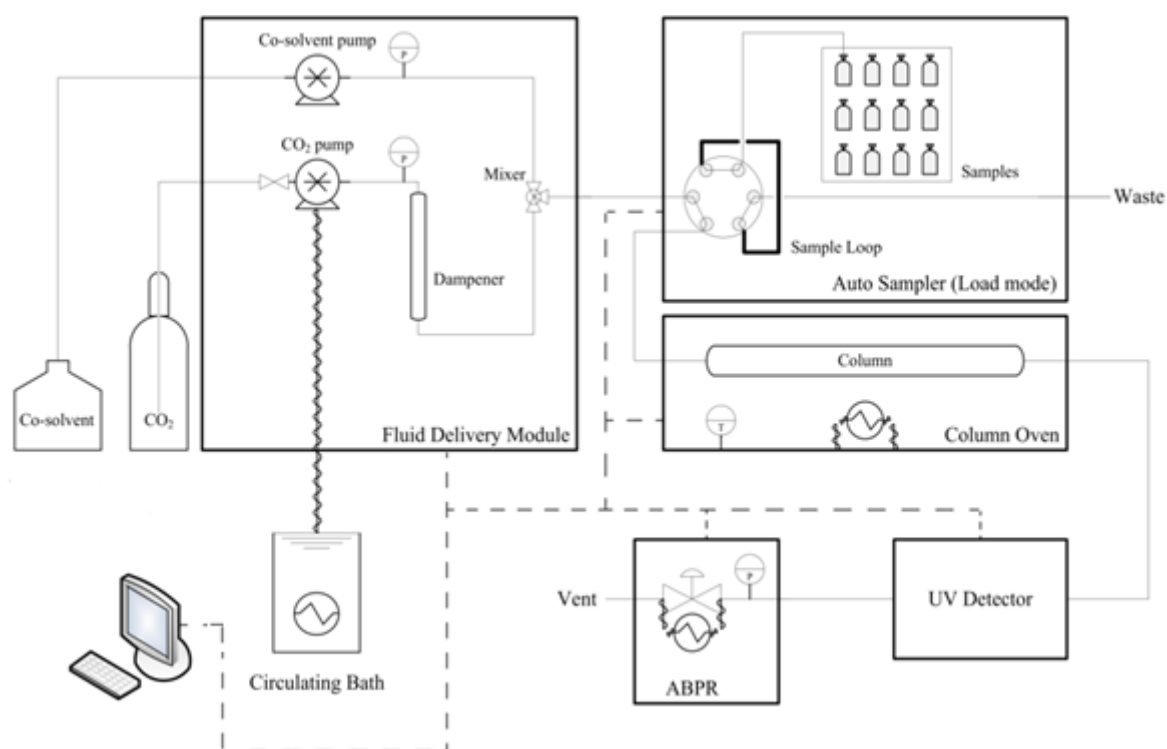 Co-solvent pump
P
CO₂ pump
P
Mixer
Dampener
Co-solvent
CO₂
Fluid Delivery Module
Samples
Waste
Sample Loop
Auto Sampler (Load mode)
Column
T
Column Oven
Circulating Bath
Vent
P
ABPR
UV Detector